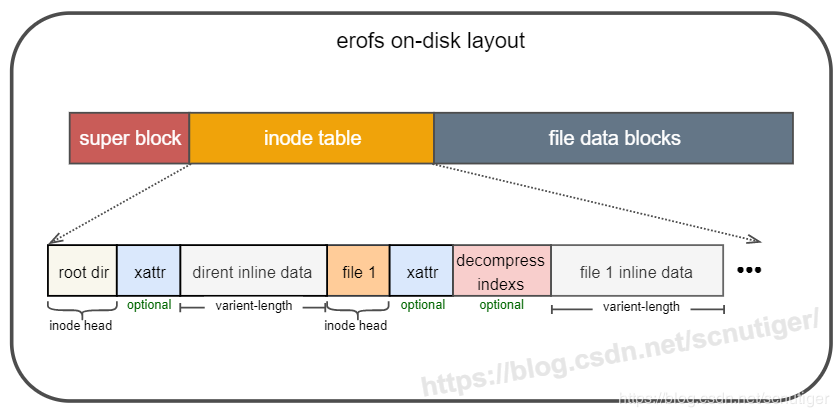 erofs on-disk layout
super block
inode table
file data blocks
root dir
xattr
dirent inline data
file 1
xattr
decompress
indexs
file 1 inline data
•••
optional
varient-length
optional
optional
inode head
inode head
varient-length
https://blog.csdn.net/scnutiger/
https://blog.csdn.net/scnutiger